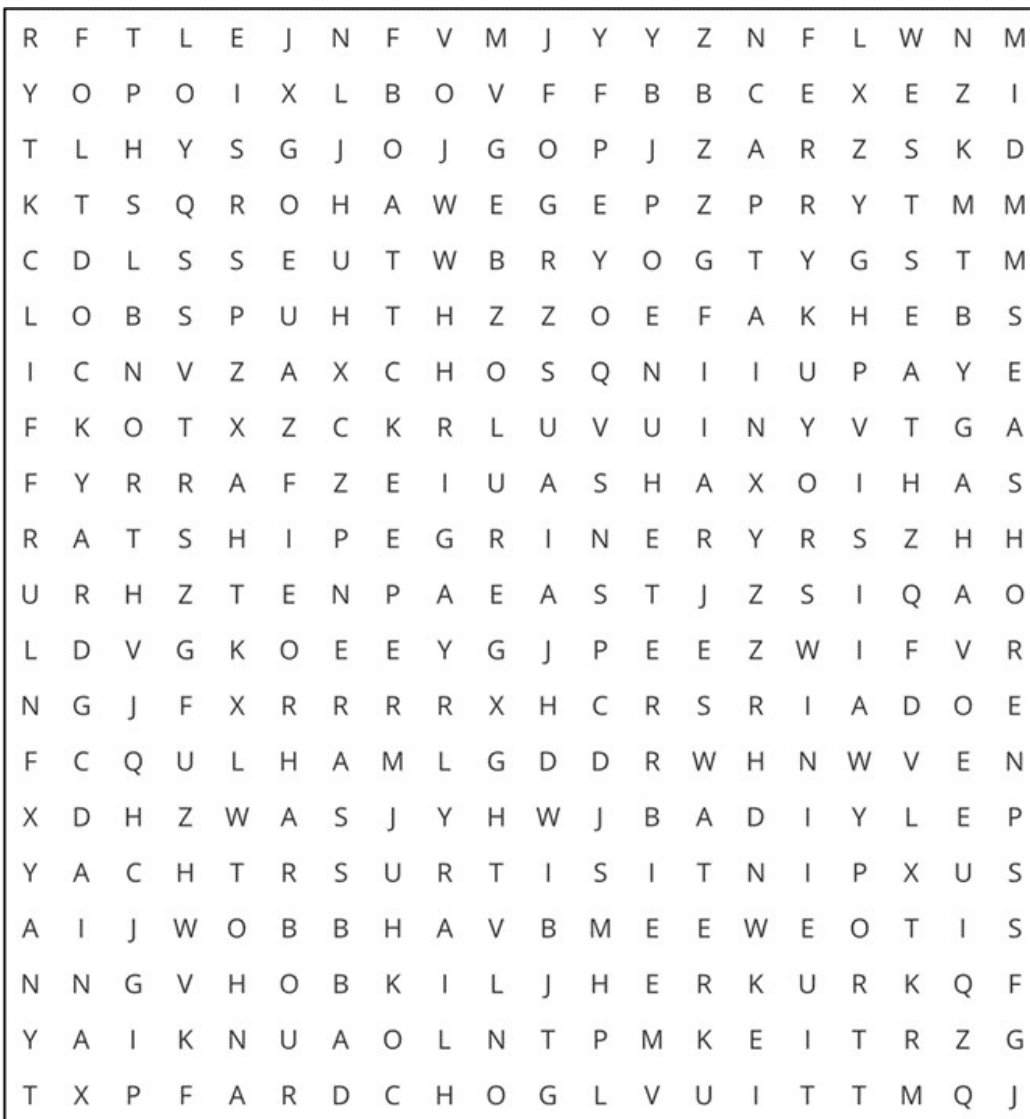 R F T L E J N F V M J Y Y Z N F L W N M
Y O P O I X L B O V F F B B C E X E Z I
T L H Y S G J O J G O P J Z A R Z S K D
K T S Q R O H A W E G E P Z P R Y T M M
C D L S S E U T W B R Y O G T Y G S T M
L O B S P U H T H Z Z O E F A K H E B S
I C N V Z A X C H O S Q N I I U P A Y E
F K O T X Z C K R L U V U I N Y V T G A
F Y R R A F Z E I U A S H A X O I H A S
R A T S H I P E G R I N E R Y R S Z H H
U R H Z T E N P A E A S T J Z S I Q A O
L D V G K O E E Y G J P E E Z W I F V R
N G J F X R R R R X H C R S R I A D O E
F C Q U L H A M L G D D R W H N W V E N
X D H Z W A S J Y H W J B A D I Y L E P
Y A C H T R S U R T I S I T N I P X U S
A I J W O B B H A V B M E E W E O T I S
N N G V H O B K I L J H E R K U R K Q F
Y A I K N U A O L N T P M K E I T R Z G
T X P F A R D C H O G L V U I T T M Q J